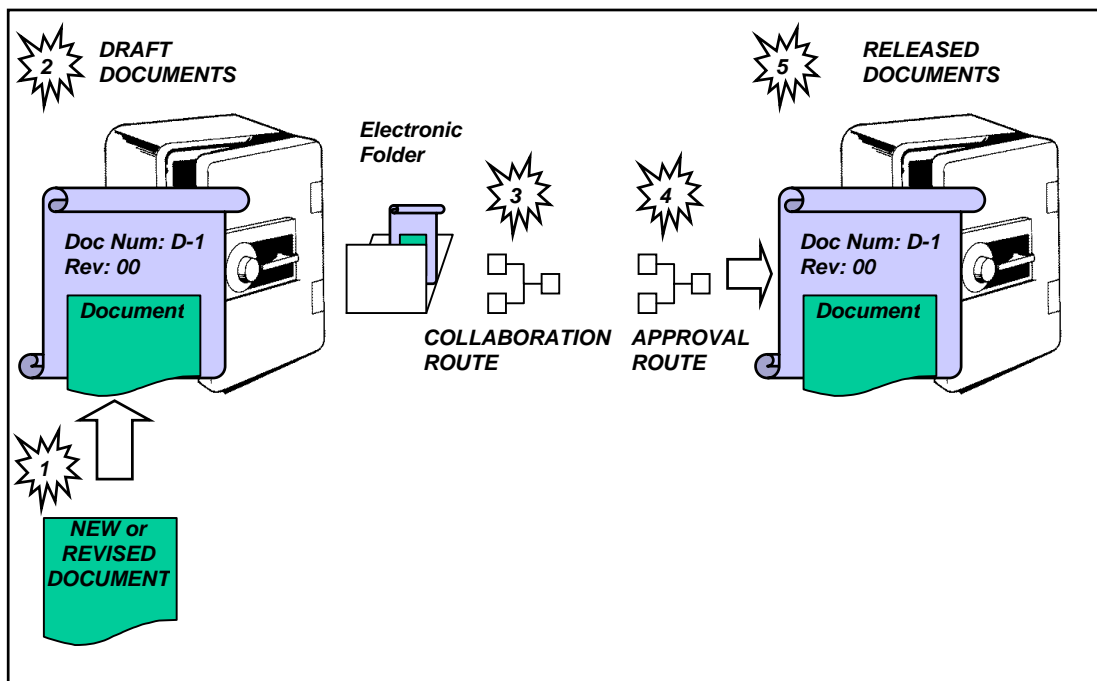 2
DRAFT
DOCUMENTS
Doc Num: D-1
Rev: 00
Document
1
NEW or
REVISED
DOCUMENT
Electronic
Folder
3
COLLABORATION
ROUTE
4
APPROVAL
ROUTE
5
RELEASED
DOCUMENTS
Doc Num: D-1
Rev: 00
Document